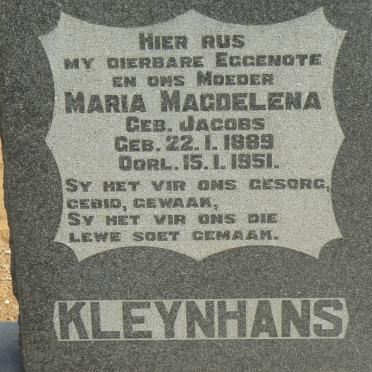 HIER RUS
MY DIERBARE EGGENOTE
EN ONS MOEDER
MARIA MAGDELENA
GEB. JACOBS
GEB. 22.1.1889
OORL. 15.1.1951.
SY HET VIR ONS GESORG,
GEBID, GEWAAK,
SY HET VIR ONS DIE
LEWE SOET GEMAAK.
KLEYNHANS